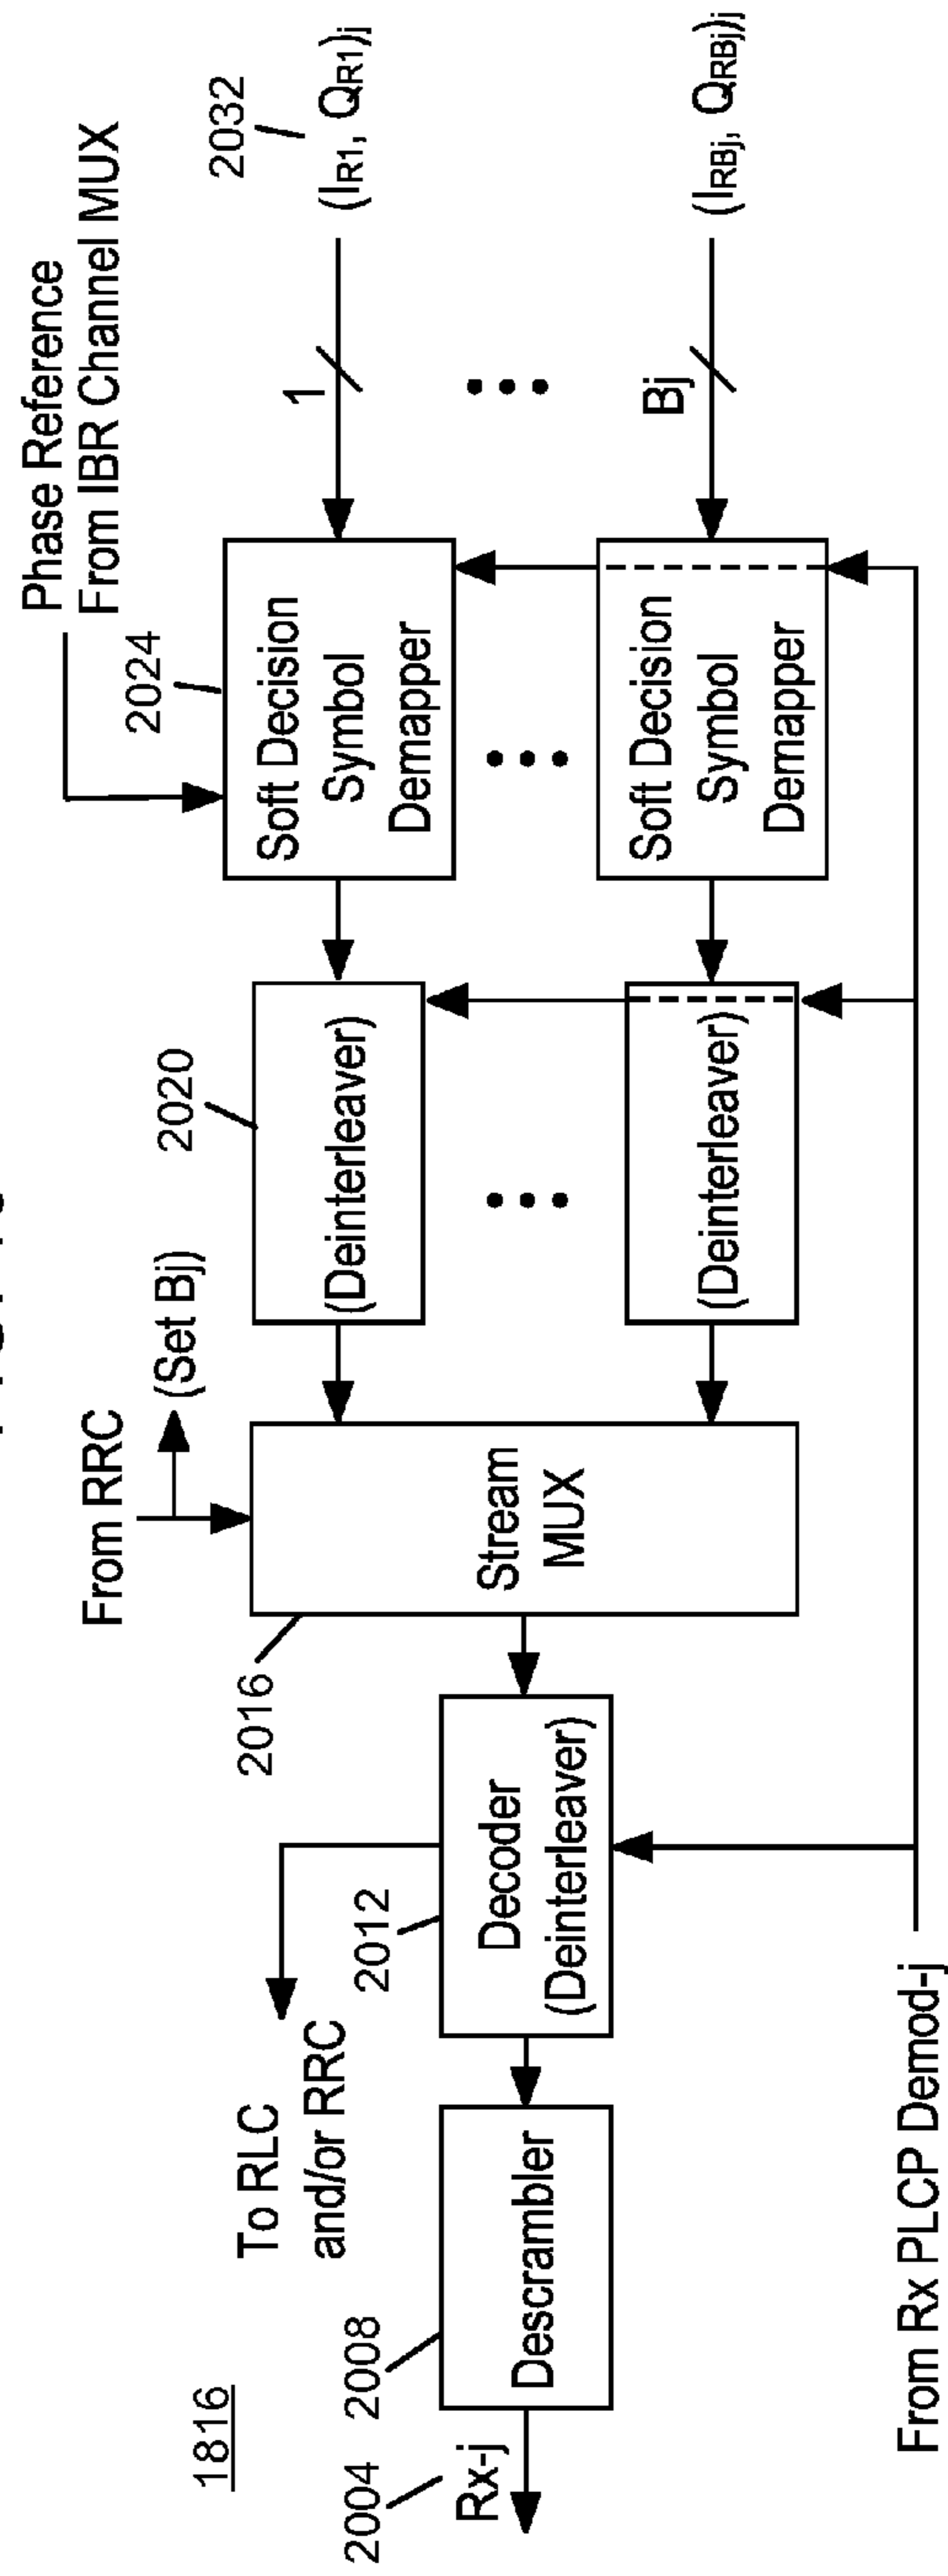 Phase Reference
From IBR Channel MUX
2032
(IR1, QR1)j
1
2024
Soft Decision
Symbol
Demapper
(IRBj, QRBj)j
Bj
Soft Decision
Symbol
Demapper
2020
(Deinterleaver)
(Deinterleaver)
From RRC
(Set Bj)
Stream
MUX
2016
Decoder
(Deinterleaver)
2012
To RLC
and/or RRC
Descrambler
2008
1816
2004
Rx-j
From Rx PLCP Demod-j